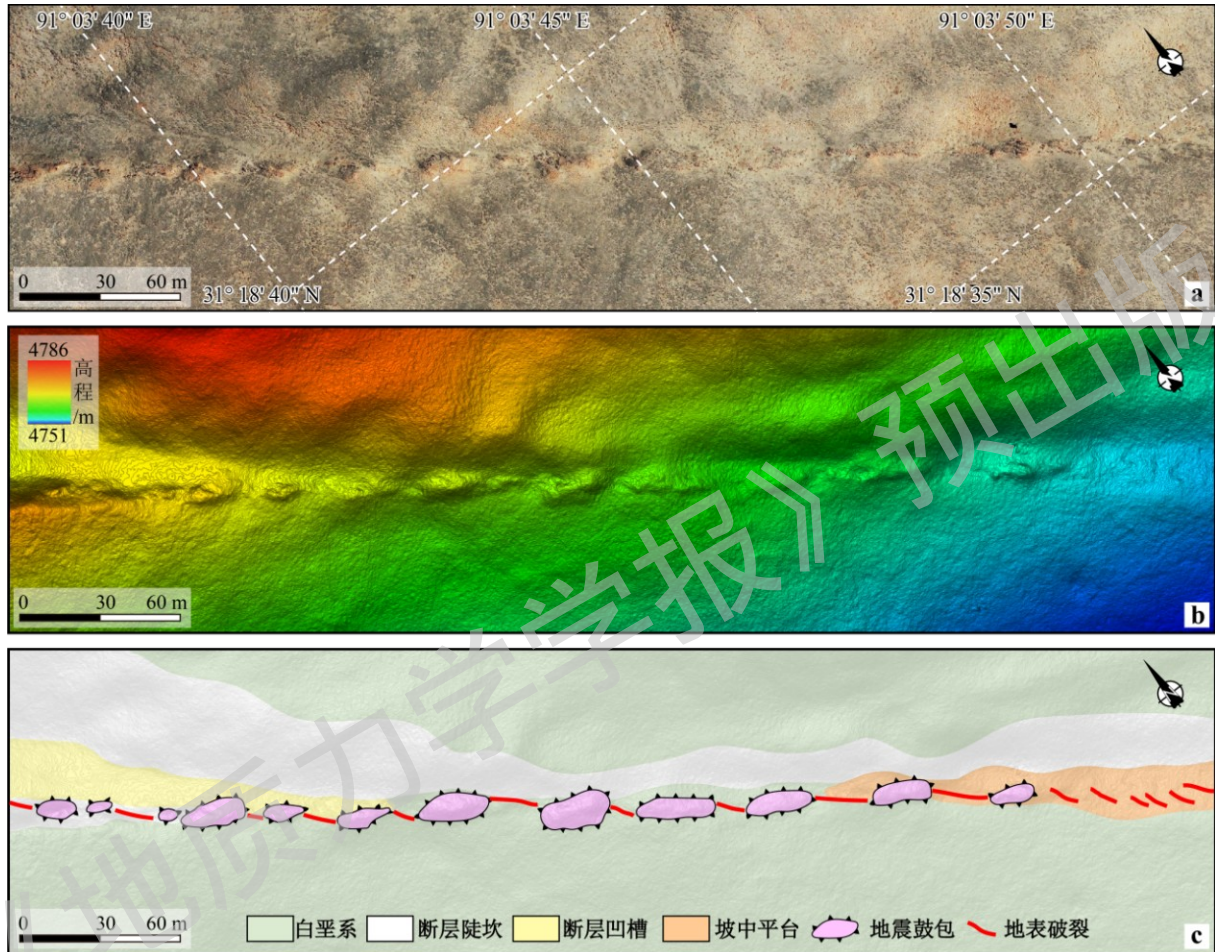 91° 03′ 40″ E
91° 03′ 45″ E
91° 03′ 50″ E
0 30 60 m
31° 18′ 40″ N
31° 18′ 35″ N
a
4786
高程/m
4751
0 30 60 m
b
0 30 60 m
白垩系 断层陡坎 断层凹槽 坡中平台 地震鼓包 地表破裂
c
《地质力学学报》预出版